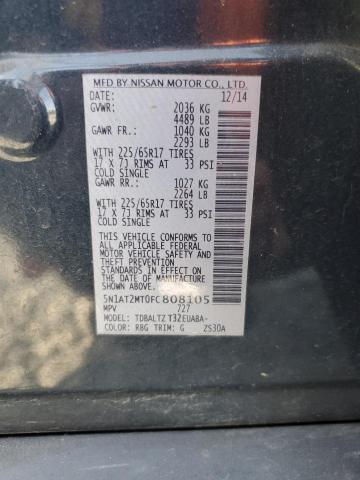 MFD BY NISSAN MOTOR CO., LTD.
DATE: 12/14
GVWR: 2036 KG
4489 LB
GAWR FR.: 1040 KG
2293 LB
WITH 225/65R17 TIRES
17 X 7J RIMS AT 33 PSI
COLD SINGLE
GAWR RR.: 1027 KG
2264 LB
WITH 225/65R17 TIRES
17 X 7J RIMS AT 33 PSI
COLD SINGLE
THIS VEHICLE CONFORMS TO
ALL APPLICABLE FEDERAL
MOTOR VEHICLE SAFETY AND
STANDARDS IN EFFECT ON
THE DATE OF MANUFACTURE
SHOWN ABOVE.
5N1AT2MT0FC808105
MPV 727
MODEL: TDBALTZ T32EUABA-
COLOR: RBG TRIM: G ZS30A